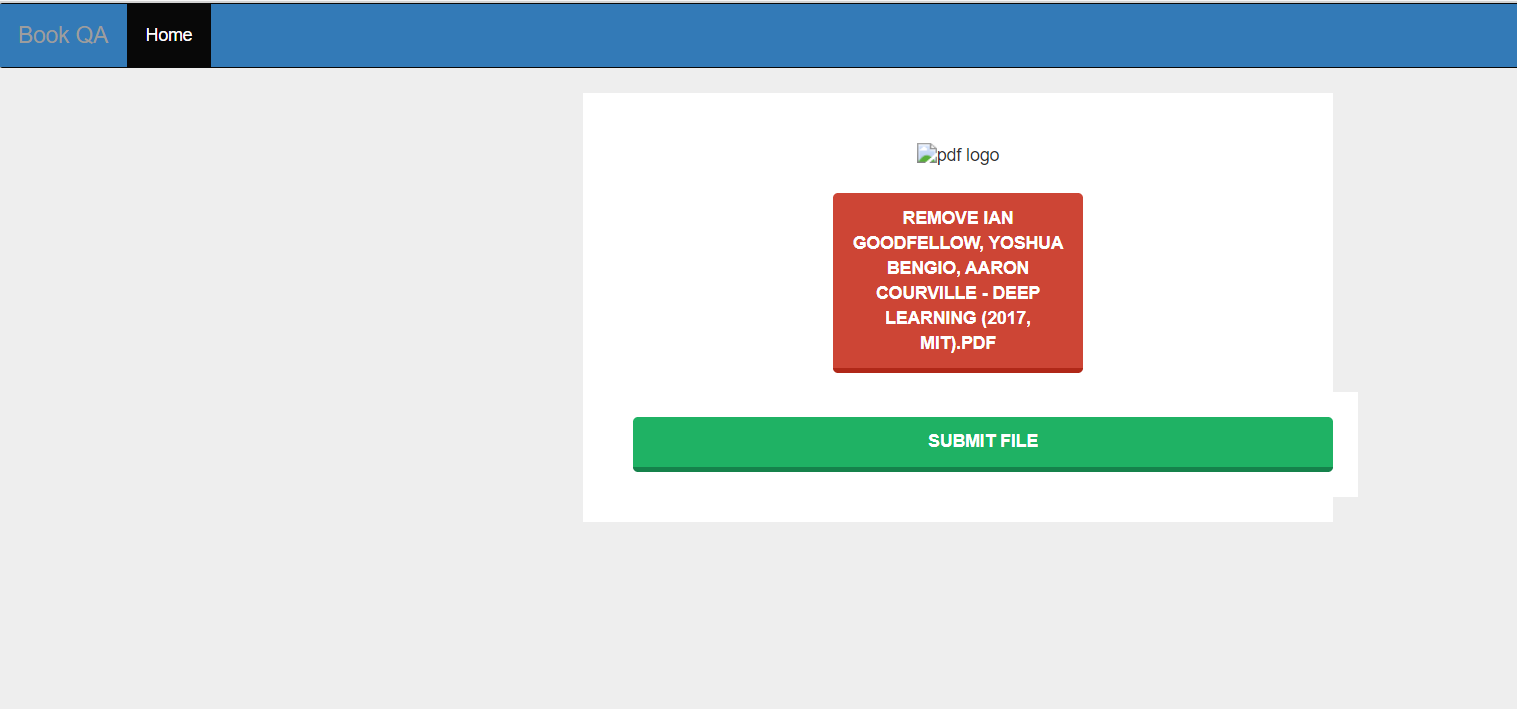 Book QA Home
pdf logo
REMOVE IAN
GOODFELLOW, YOSHUA
BENGIO, AARON
COURVILLE - DEEP
LEARNING (2017,
MIT).PDF
SUBMIT FILE